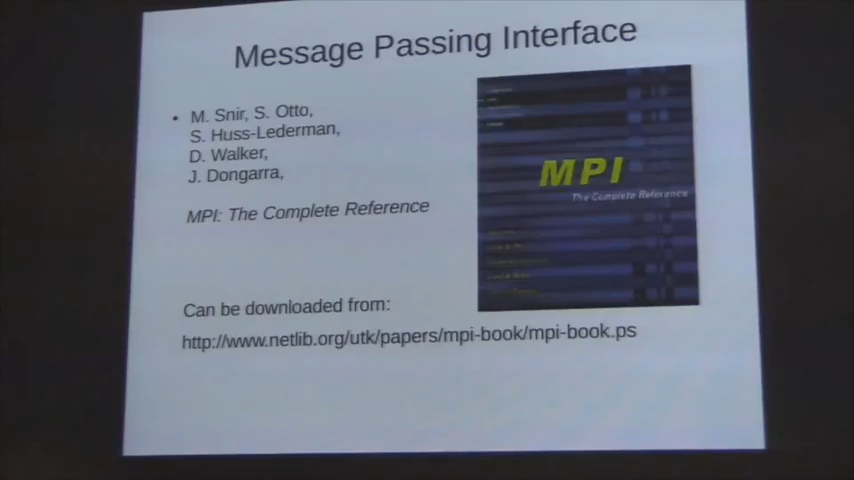 Message Passing Interface
• M. Snir, S. Otto,
S. Huss-Lederman,
D. Walker,
J. Dongarra,
MPI: The Complete Reference
MPI
The Complete Reference
Can be downloaded from:
http://www.netlib.org/utk/papers/mpi-book/mpi-book.ps